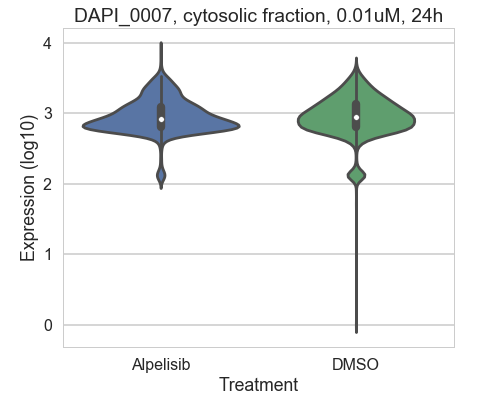 DAPI_0007, cytosolic fraction, 0.01uM, 24h
Expression (log10)
4
3
2
1
0
Alpelisib DMSO
Treatment